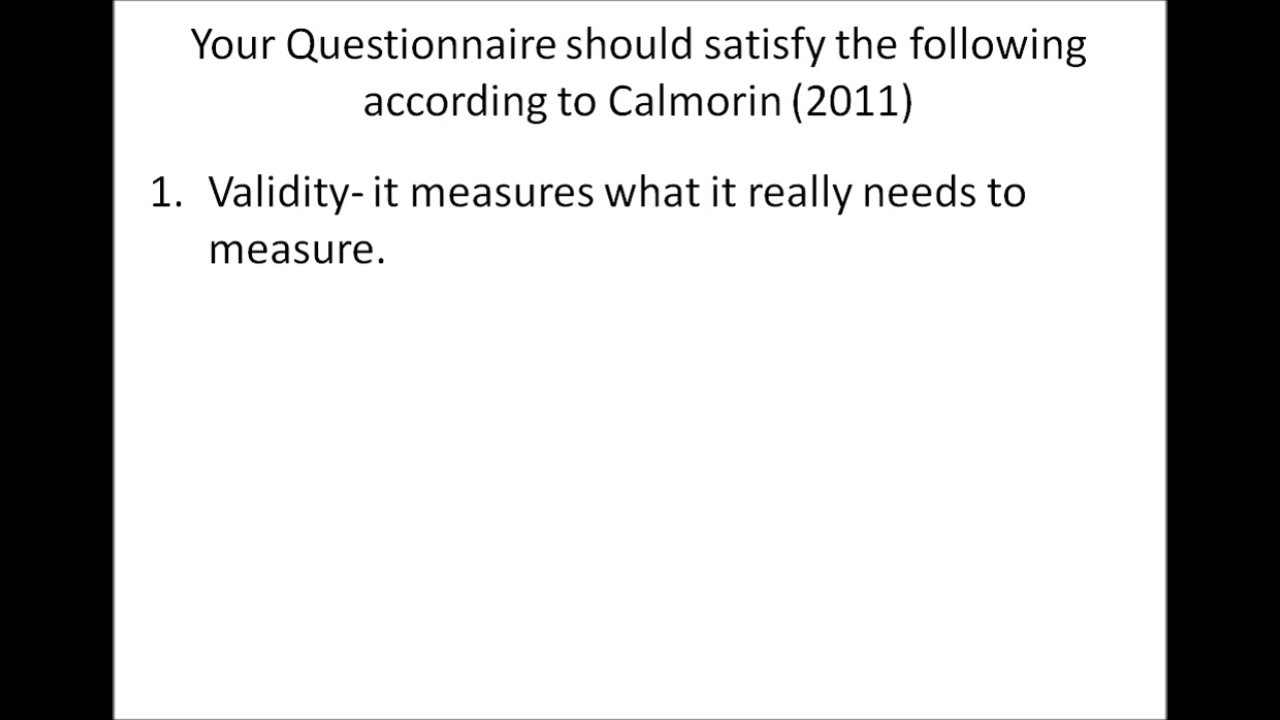 Your Questionnaire should satisfy the following
according to Calmorin (2011)
1. Validity- it measures what it really needs to
measure.